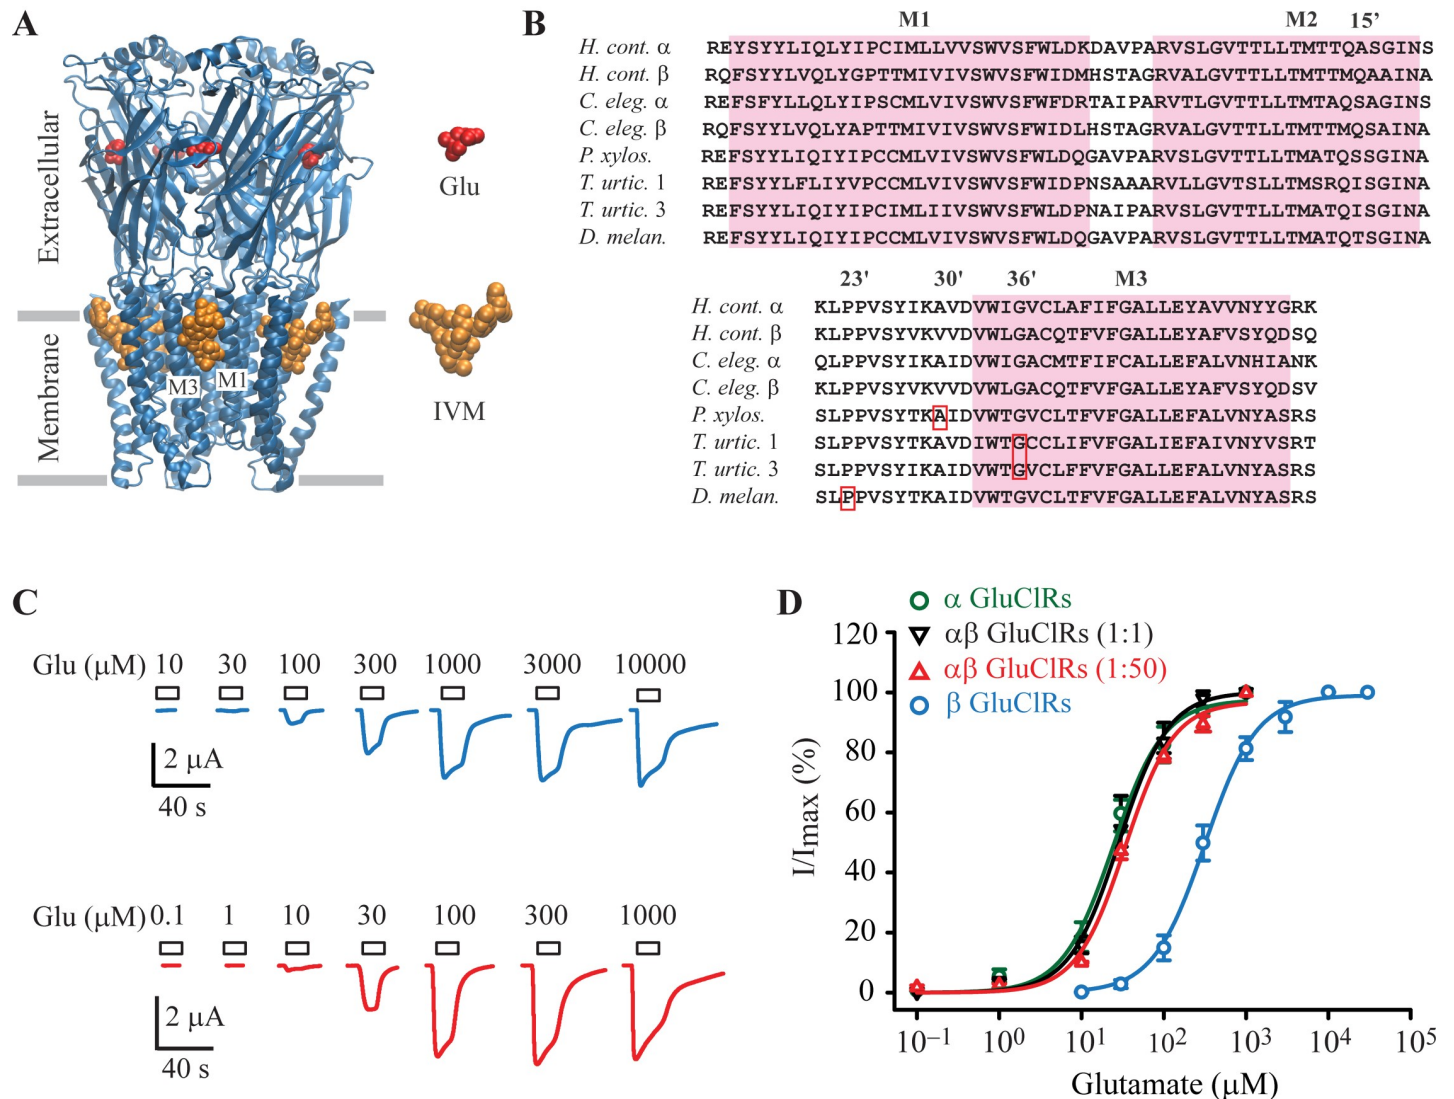 A
Extracellular
Membrane
M3
M1
Glu
IVM
B
M1 M2 15’
H. cont. α REYSYYLIQLYIPCIMLLVVSWVSFWLDKDAVPARVSLGVTTLLTMTTQASGINS
H. cont. β RQFSYYLVQLYGPTTMIVIVSWVSFWIDMHSTAGRVALGVTTLLTMTTMQAAINA
C. eleg. α REFSFYLLQLYIPSCMLVIVSWVSFWFDRTAIPARVTLGVTTLLTMTAQSAGINS
C. eleg. β RQFSYYLVQLYAPTTMIVIVSWVSFWIDLHSTAGRVALGVTTLLTMTTMQSAINA
P. xylos. REFSYYLIQIYIPCCMLVIVSWVSFWLDQGAVPARVSLGVTTLLTMATQSSGINA
T. urtic. 1 REFSYYLFLIYVPCCMLVIVSWVSFWIDPNSAAARVLLGVTSLLTMSRQISGINA
T. urtic. 3 REFSYYLIQIYIPCIMLIIVSWVSFWLDPNAIPARVSLGVTTLLTMATQISGINA
D. melan. REFSYYLIQIYIPCCMLVIVSWVSFWLDQGAVPARVSLGVTTLLTMATQTSGINA
23' 30' 36' M3
H. cont. α KLPPVSYIKAVDVWIGVCLAFIFGALLEYAVVNYYGRK
H. cont. β KLPPVSYVKVVDVWLGACQTFVFGALLEYAFVSYQDSQ
C. eleg. α QLPPVSYIKAIDVWIGACMTFIFCALLEFALVNHIANK
C. eleg. β KLPPVSYVKVVDVWLGACQTFVFGALLEYAFVSYQDSV
P. xylos. SLPPVSYTKAIDVWTGVCLTFVFGALLEFALVNYASRS
T. urtic. 1 SLPPVSYTKAVDIWTGCCLIFVFGALIEFAIVNYVSRT
T. urtic. 3 SLPPVSYIKAIDVWTGVCLFFVFGALLEFALVNYASRS
D. melan. SLPPVSYTKAIDVWTGVCLTFVFGALLEFALVNYASRS
C
Glu (μM) 10 30 100 300 1000 3000 10000
2 μA
40 s
Glu (μM) 0.1 1 10 30 100 300 1000
2 μA
40 s
D
α GluClRs
αβ GluClRs (1:1)
αβ GluClRs (1:50)
β GluClRs
120
100
80
60
40
20
0
I/Imax (%)
10⁻¹ 10⁰ 10¹ 10² 10³ 10⁴ 10⁵
Glutamate (μM)